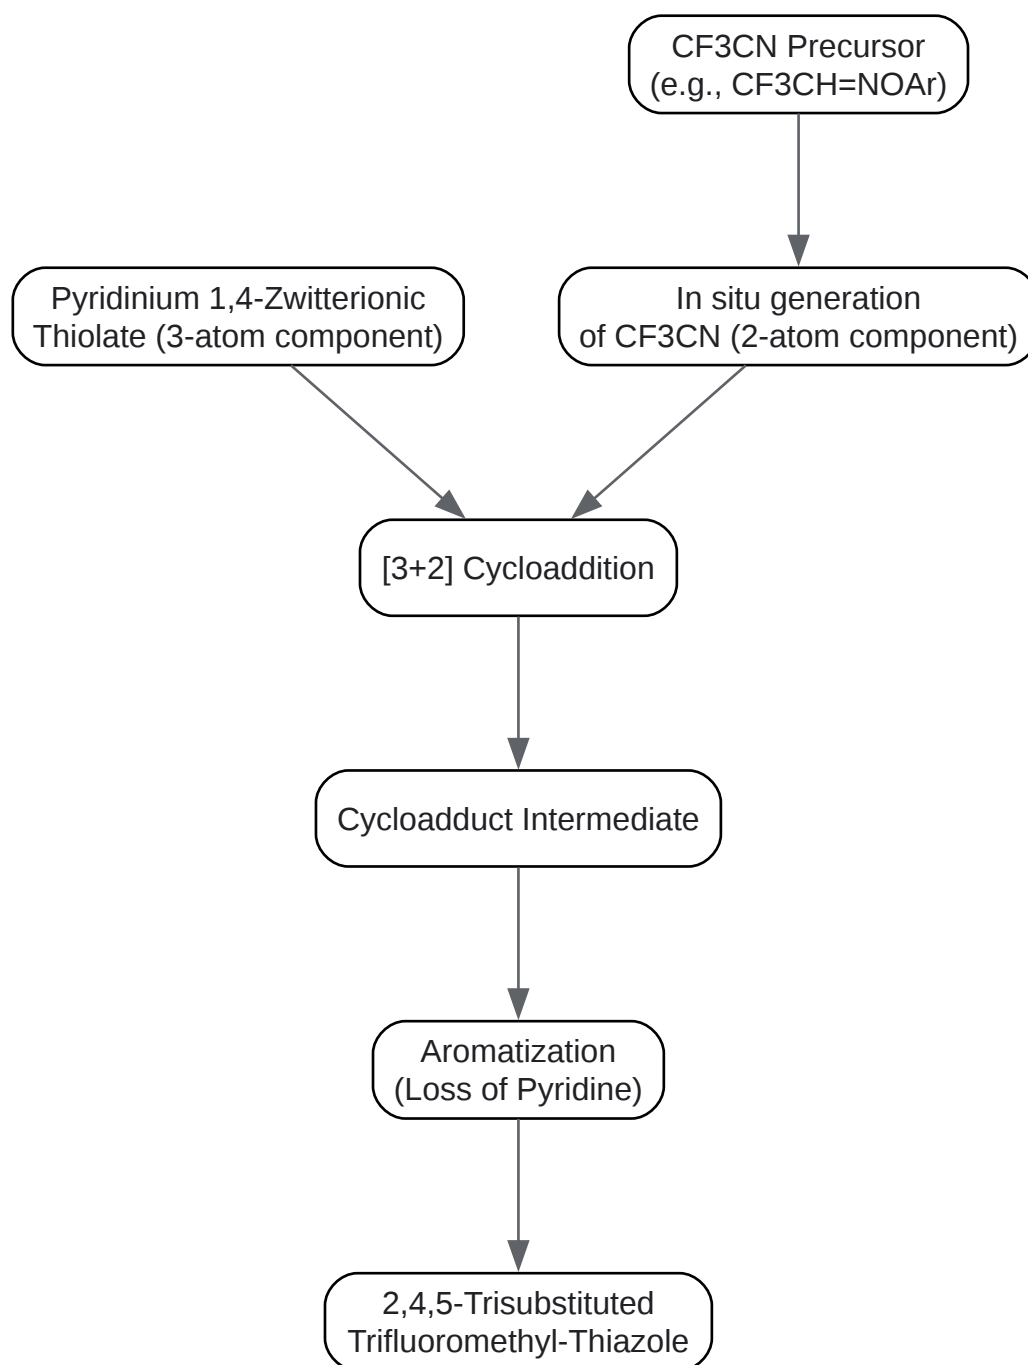 CF3CN Precursor
(e.g., CF3CH=NOAr)
Pyridinium 1,4-Zwitterionic
Thiolate (3-atom component)
In situ generation
of CF3CN (2-atom component)
[3+2] Cycloaddition
Cycloadduct Intermediate
Aromatization
(Loss of Pyridine)
2,4,5-Trisubstituted
Trifluoromethyl-Thiazole